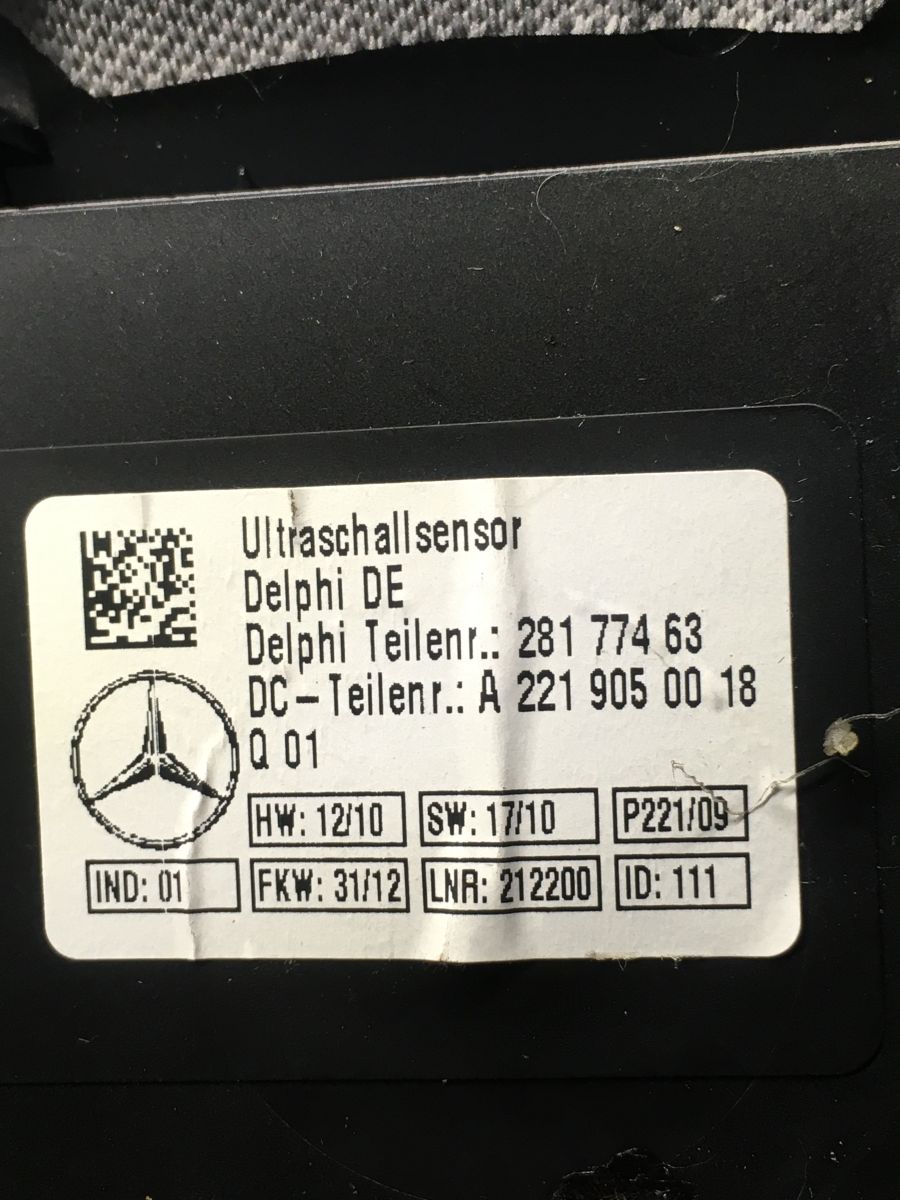 Ultraschallsensor
Delphi DE
Delphi Teilenr.: 281 774 63
DC-Teilenr.: A 221 905 00 18
Q 01
HW: 12/10 SW: 17/10 P221/09
IND: 01 FKW: 31/12 LNR: 212200 ID: 111